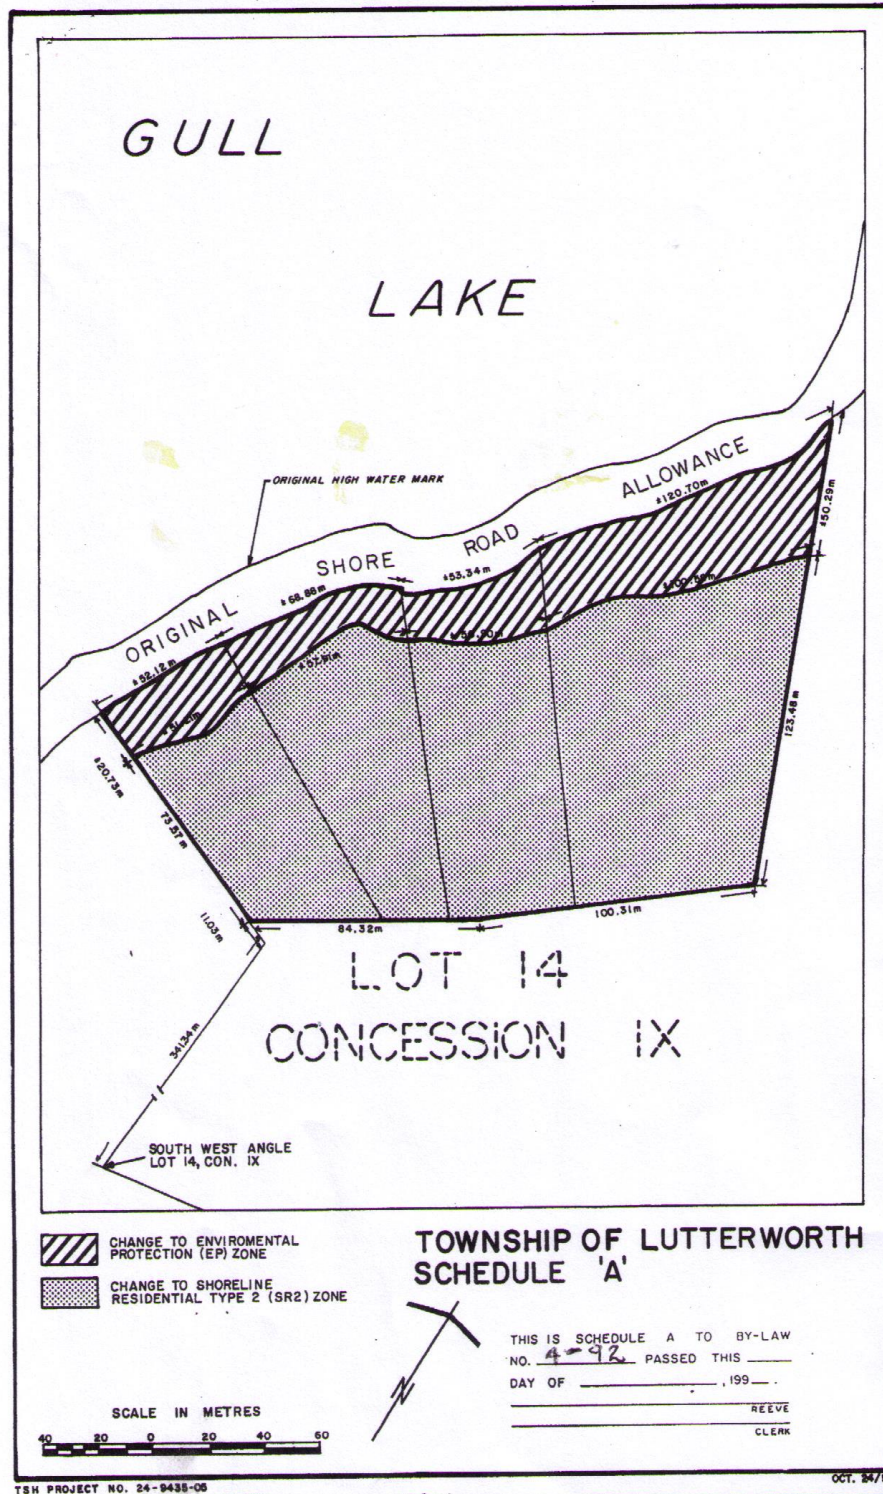 GULL
LAKE
ORIGINAL HIGH WATER MARK
ORIGINAL SHORE ROAD ALLOWANCE
±52.12m
±68.88m
±53.34m
±120.70m
±50.29m
±57.91m
±20.73m
73.57m
123.48m
11.03m
84.32m
100.31m
341.34m
LOT 14
CONCESSION IX
SOUTH WEST ANGLE
LOT 14, CON. IX
CHANGE TO ENVIROMENTAL
PROTECTION (EP) ZONE
CHANGE TO SHORELINE
RESIDENTIAL TYPE 2 (SR2) ZONE
TOWNSHIP OF LUTTERWORTH
SCHEDULE 'A'
THIS IS SCHEDULE A TO BY-LAW
NO. 4-92 PASSED THIS
DAY OF , 199 .
REEVE
CLERK
N
SCALE IN METRES
40 20 0 20 40 60
TSH PROJECT NO. 24-9435-05
OCT. 24/